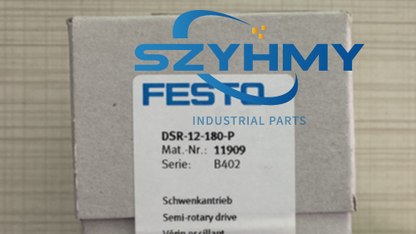 SZYHMY
FESTO
INDUSTRIAL PARTS
DSR-12-180-P
Mat.-Nr.: 11909
Serie: B402
Schwenkantrieb
Semi-rotary drive
Vérin oscillant